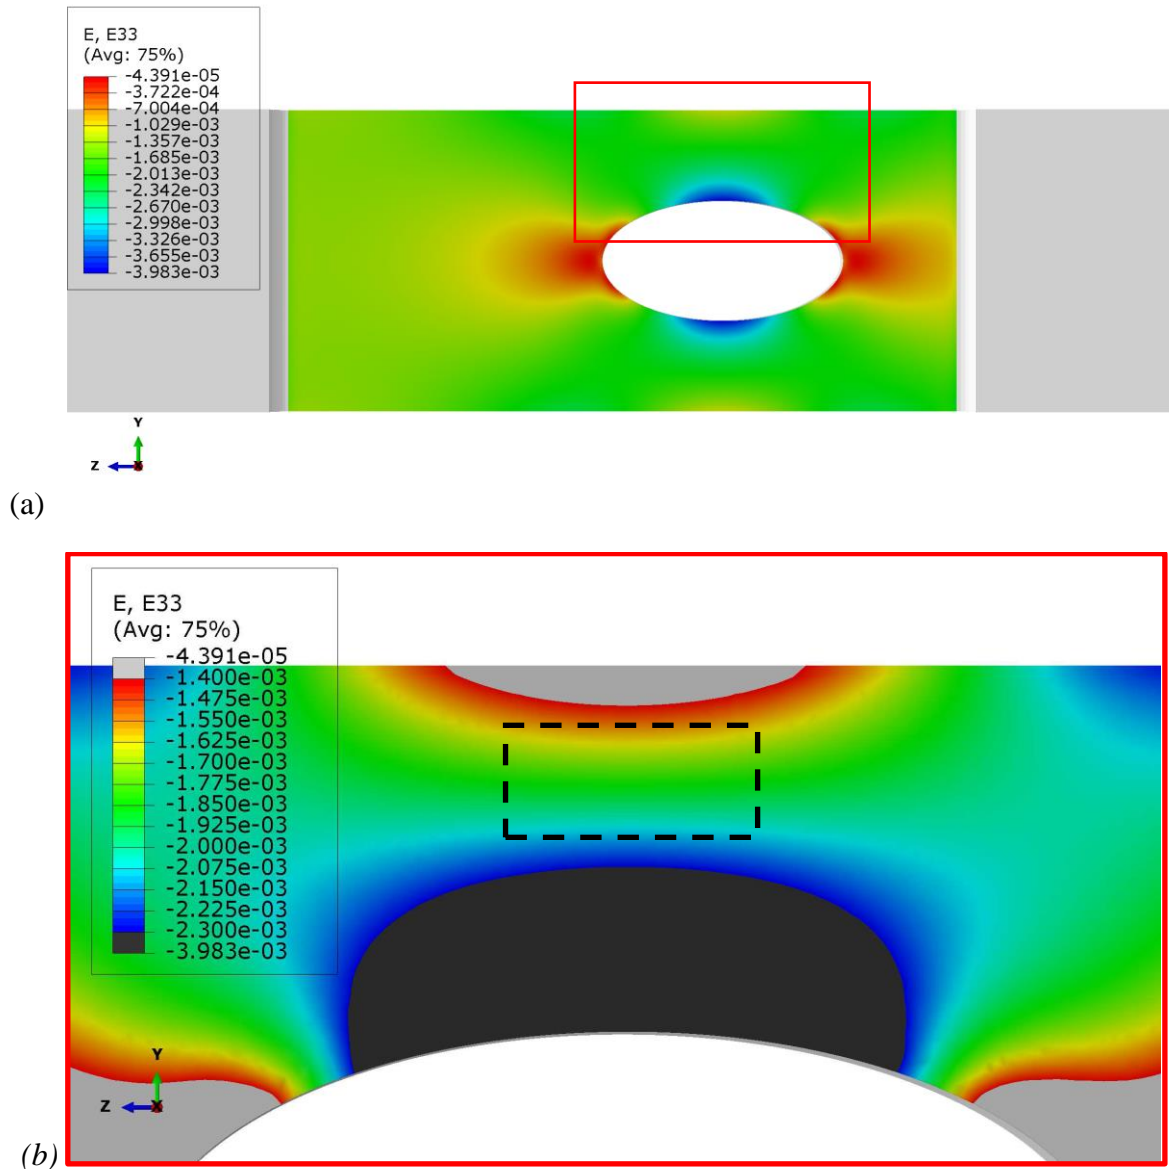 E, E33
(Avg: 75%)
-4.391e-05
-3.722e-04
-7.004e-04
-1.029e-03
-1.357e-03
-1.685e-03
-2.013e-03
-2.342e-03
-2.670e-03
-2.998e-03
-3.326e-03
-3.655e-03
-3.983e-03
Y
Z X
(a)
E, E33
(Avg: 75%)
-4.391e-05
-1.400e-03
-1.475e-03
-1.550e-03
-1.625e-03
-1.700e-03
-1.775e-03
-1.850e-03
-1.925e-03
-2.000e-03
-2.075e-03
-2.150e-03
-2.225e-03
-2.300e-03
-3.983e-03
Y
Z X
(b)